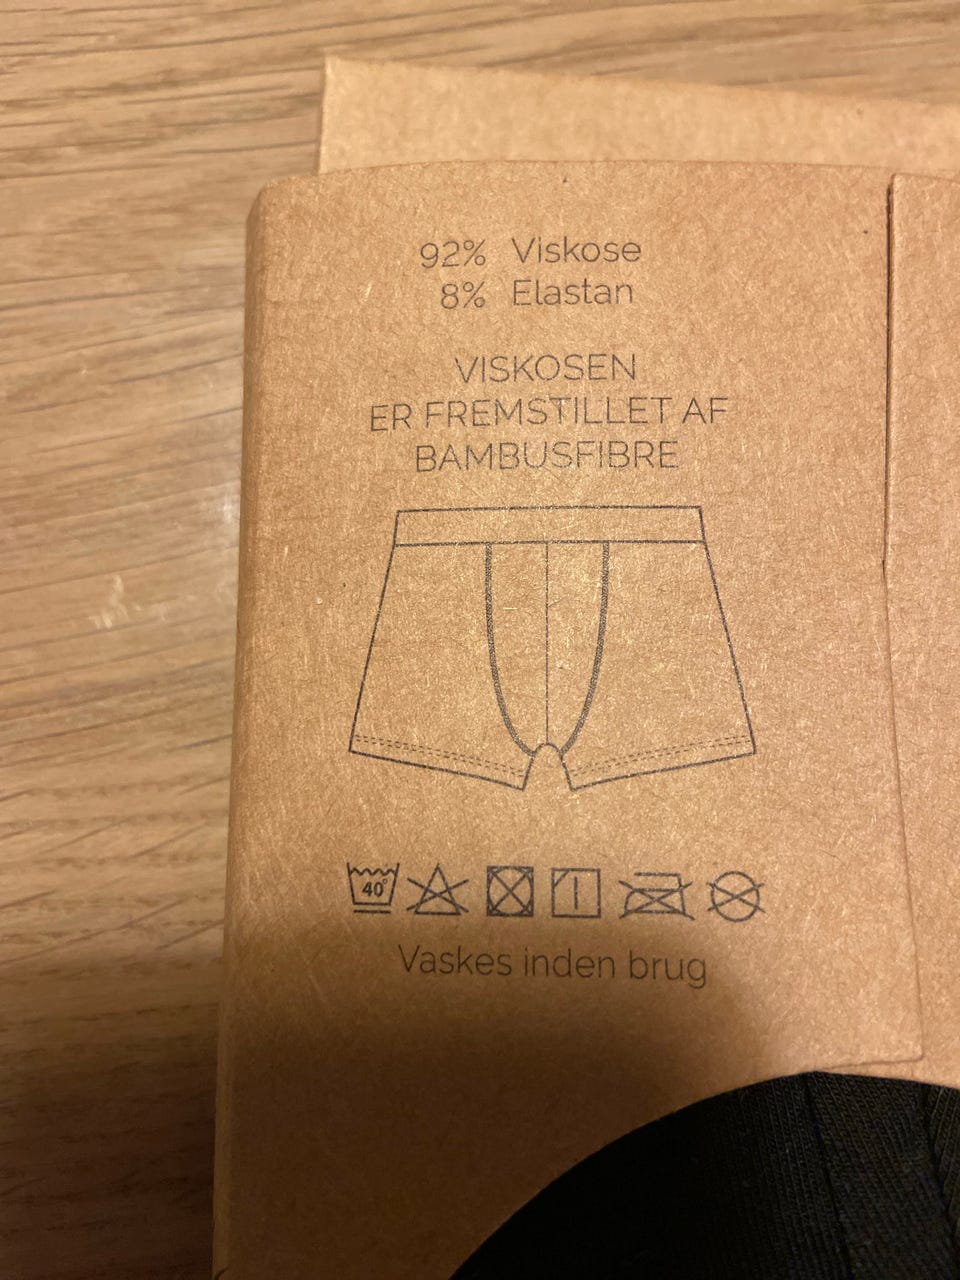 92% Viskose
8% Elastan
VISKOSEN
ER FREMSTILLET AF
BAMBUSFIBRE
40°
Vaskes inden brug